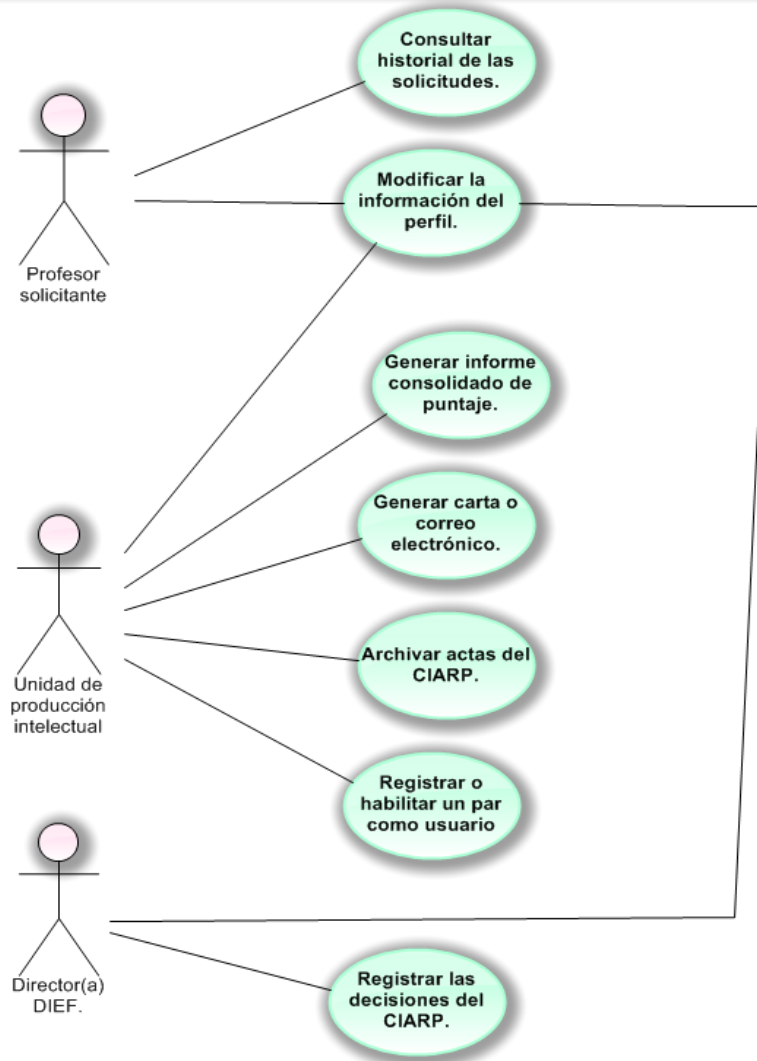 Consultar
historial de las
solicitudes.
Profesor
solicitante
Modificar la
información del
perfil.
Generar informe
consolidado de
puntaje.
Generar carta o
correo
electrónico.
Unidad de
producción
intelectual
Archivar actas del
CIARP.
Registrar o
habilitar un par
como usuario
Director(a)
DIEF.
Registrar las
decisiones del
CIARP.